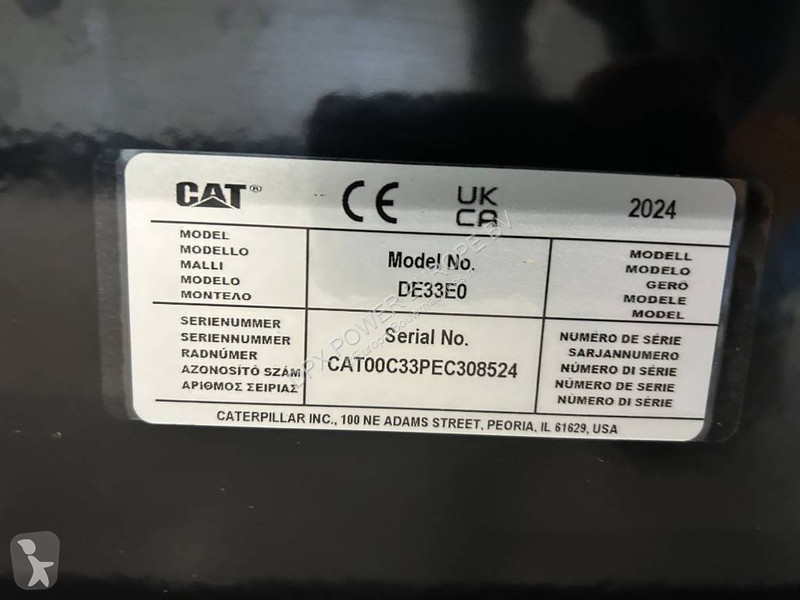 CAT®
CE
UK
CA
2024
MODEL
MODELLO
MALLI
MODELO
ΜΟΝΤΕΛΟ
Model No.
DE33E0
MODELL
MODELO
GERO
MODELE
MODEL
SERIENUMMER
SERIENNUMMER
RADNÚMER
AZONOSÍTÓ SZÁM
ΑΡΙΘΜΟΣ ΣΕΙΡΙΑΣ
Serial No.
CAT00C33PEC308524
NÚMERO DE SÉRIE
SARJANNUMERO
NÚMERO DE SÉRIE
NUMÉRO DE SERIE
NUMERO DI SÉRIE
CATERPILLAR INC., 100 NE ADAMS STREET, PEORIA, IL 61629, USA